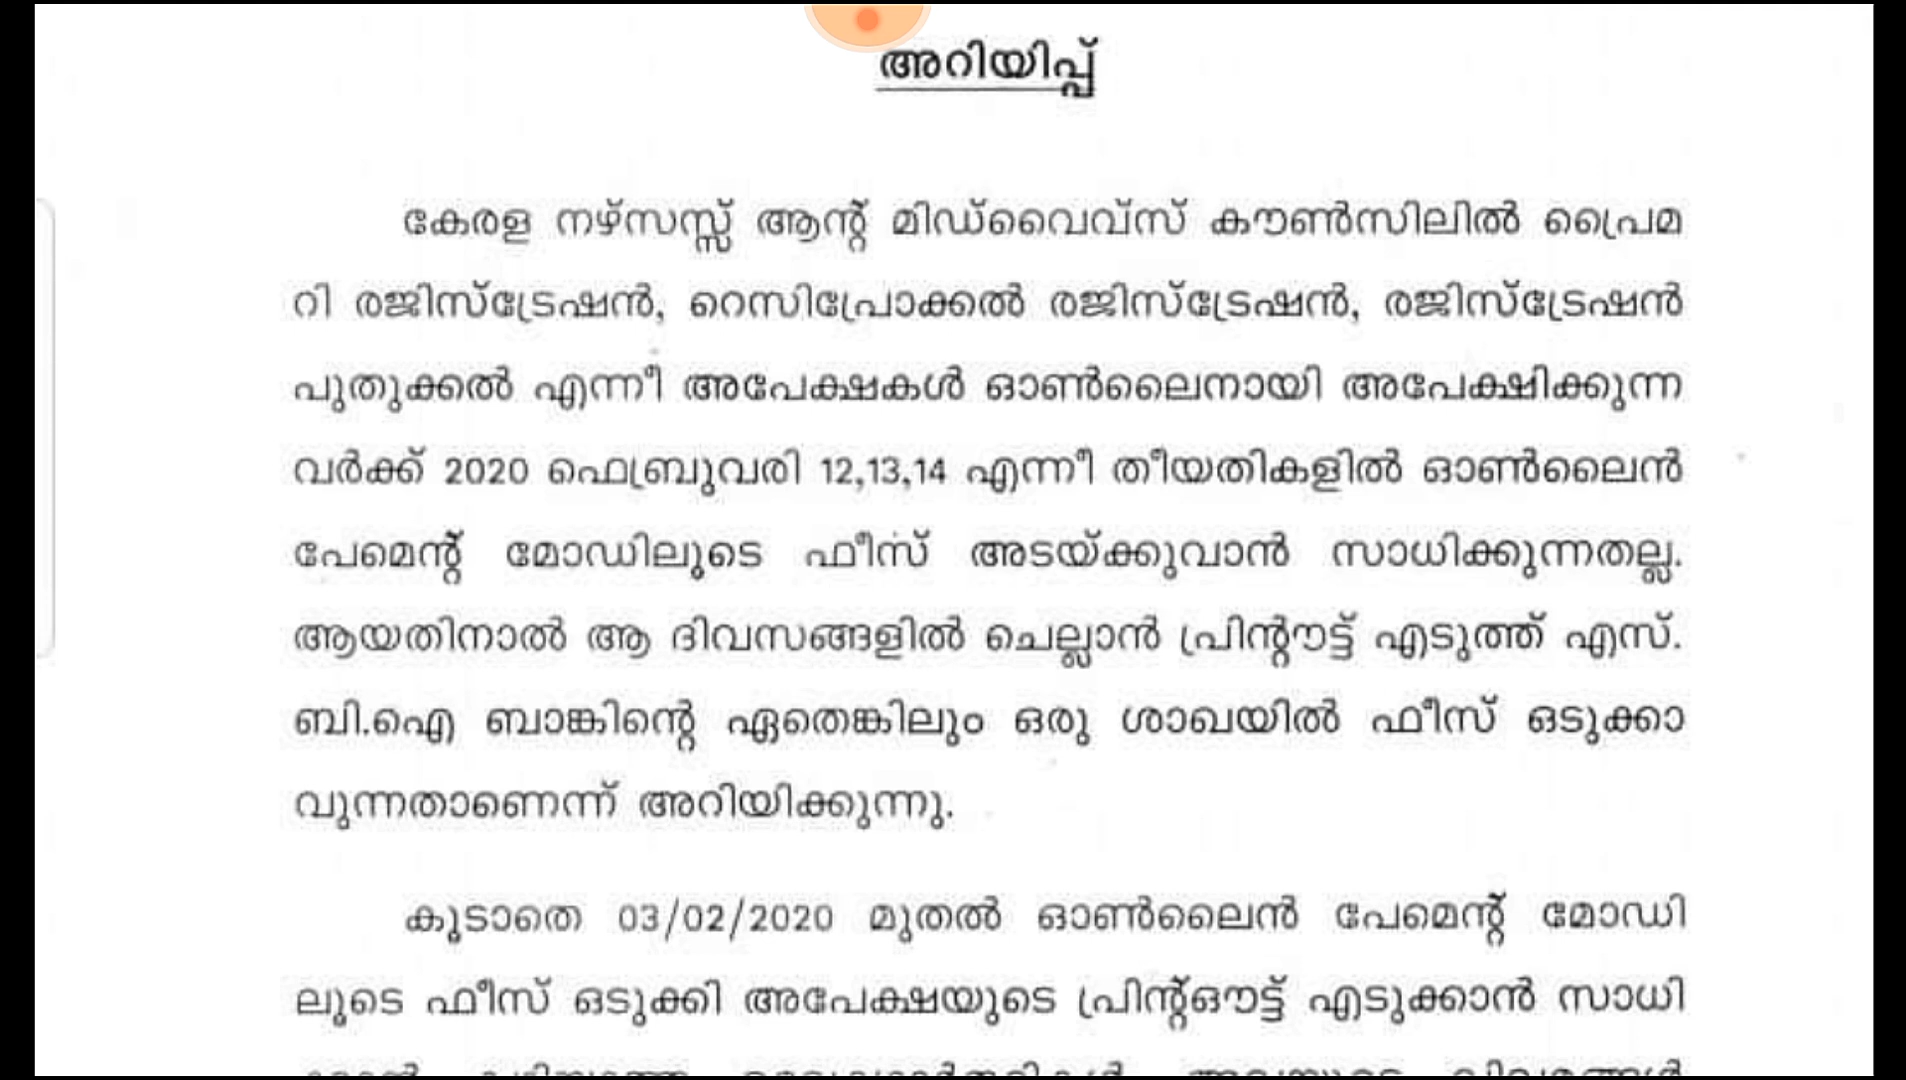 അറിയിപ്പ്
കേരള നഴ്സസ്സ് ആന്റ് മിഡ്‌വൈവ്സ് കൗൺസിലിൽ പ്രൈമ
റി രജിസ്ട്രേഷൻ, റെസിപ്രോക്കൽ രജിസ്ട്രേഷൻ, രജിസ്ട്രേഷൻ
പുതുക്കൽ എന്നീ അപേക്ഷകൾ ഓൺലൈനായി അപേക്ഷിക്കുന്ന
വർക്ക് 2020 ഫെബ്രുവരി 12,13,14 എന്നീ തീയതികളിൽ ഓൺലൈൻ
പേമെന്റ് മോഡിലൂടെ ഫീസ് അടയ്ക്കുവാൻ സാധിക്കുന്നതല്ല.
ആയതിനാൽ ആ ദിവസങ്ങളിൽ ചെല്ലാൻ പ്രിന്റൗട്ട് എടുത്ത് എസ്.
ബി.ഐ ബാങ്കിന്റെ ഏതെങ്കിലും ഒരു ശാഖയിൽ ഫീസ് ഒടുക്കാ
വുന്നതാണെന്ന് അറിയിക്കുന്നു.
കൂടാതെ 03/02/2020 മുതൽ ഓൺലൈൻ പേമെന്റ് മോഡി
ലൂടെ ഫീസ് ഒടുക്കി അപേക്ഷയുടെ പ്രിന്റ്ഔട്ട് എടുക്കാൻ സാധി